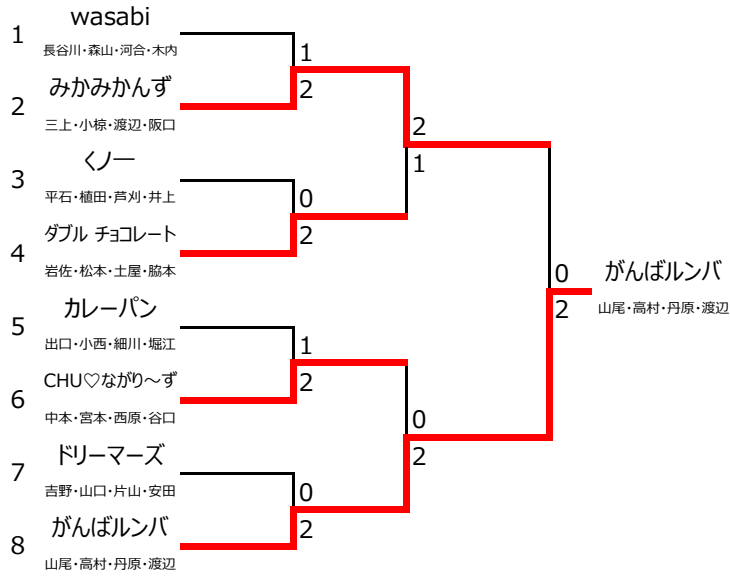 1
wasabi
長谷川・森山・河合・木内
1
2
みかみかんず
2
三上・小椋・渡辺・阪口
2
1
3
くノ一
平石・植田・芦刈・井上
0
4
ダブル チョコレート
2
岩佐・松本・土屋・脇本
0
がんばルンバ
2
山尾・高村・丹原・渡辺
5
カレーパン
出口・小西・細川・堀江
1
6
CHU♡ながり～ず
2
中本・宮本・西原・谷口
0
2
7
ドリーマーズ
吉野・山口・片山・安田
0
8
がんばルンバ
2
山尾・高村・丹原・渡辺